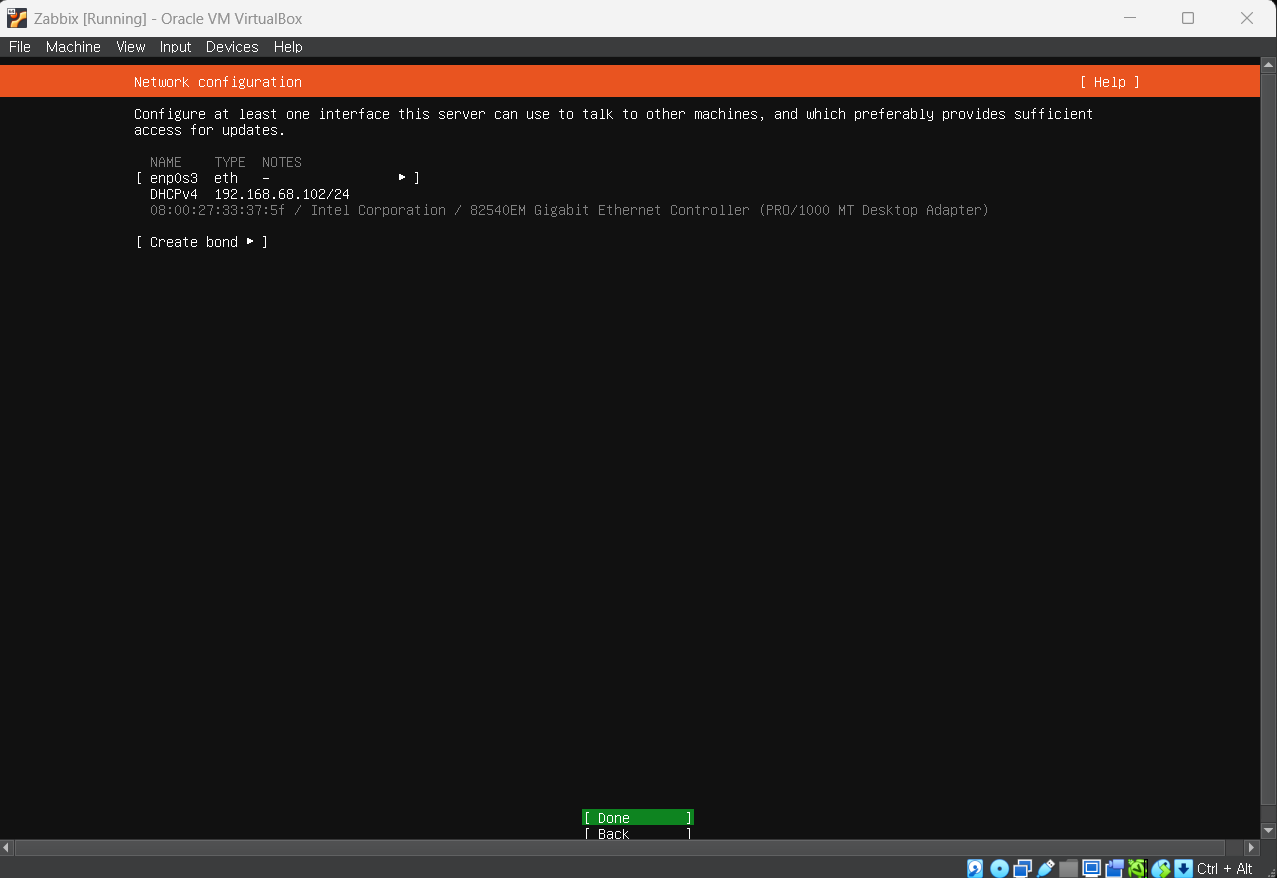 Zabbix [Running] - Oracle VM VirtualBox
File Machine View Input Devices Help
Network configuration [ Help ]
Configure at least one interface this server can use to talk to other machines, and which preferably provides sufficient
access for updates.
NAME TYPE NOTES
[ enp0s3 eth - ▸ ]
DHCPv4 192.168.68.102/24
08:00:27:33:37:5f / Intel Corporation / 82540EM Gigabit Ethernet Controller (PRO/1000 MT Desktop Adapter)
[ Create bond ▸ ]
[ Done ]
[ Back ]
Ctrl + Alt